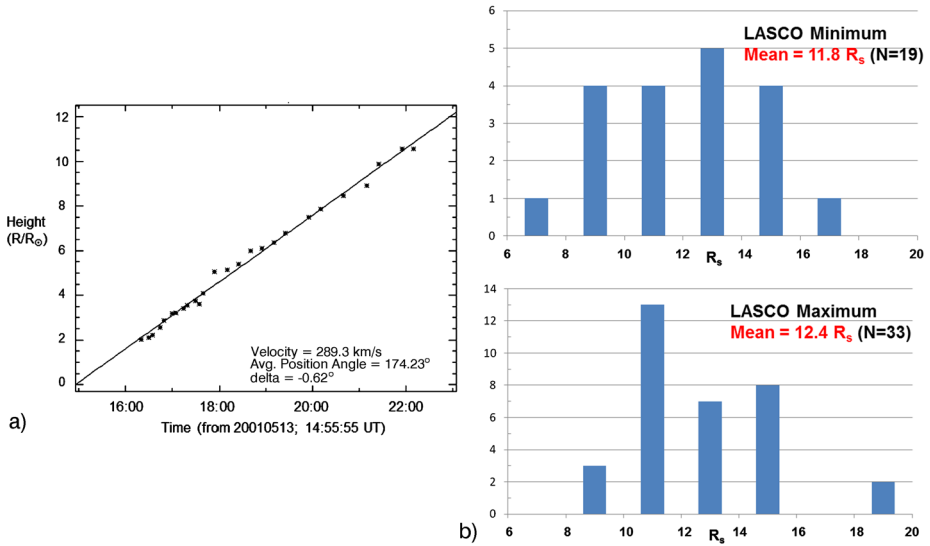 12
10
Height
(R/R☉)
8
6
4
2
0
Velocity = 289.3 km/s
Avg. Position Angle = 174.23°
delta = -0.62°
16:00 18:00 20:00 22:00
Time (from 20010513; 14:55:55 UT)
a)
6
5
4
3
2
1
0
LASCO Minimum
Mean = 11.8 Rs (N=19)
6 8 10 12 14 16 18 20
Rs
14
12
10
8
6
4
2
0
LASCO Maximum
Mean = 12.4 Rs (N=33)
6 8 10 12 14 16 18 20
Rs
b)